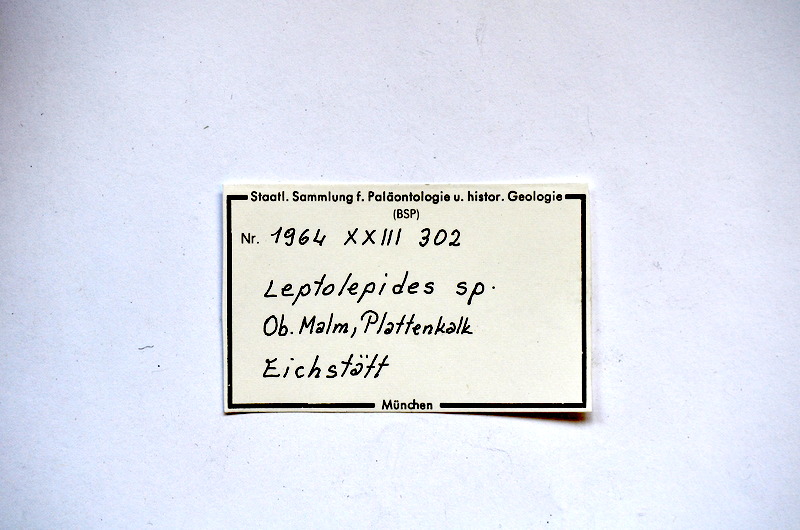 Staatl. Sammlung f. Paläontologie u. histor. Geologie
(BSP)
Nr. 1964 XXIII 302
Leptolepides sp.
Ob. Malm, Plattenkalk
Eichstätt
München